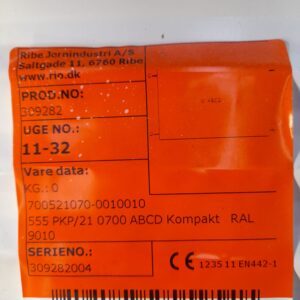 Ribe Jernindustri A/S
Saltgade 11, 6760 Ribe
www.rio.dk
PROD.NO:
309282
UGE NO.:
11-32
Vare data:
KG.: 0
700521070-0010010
555 PKP/21 0700 ABCD Kompakt RAL
9010
SERIENO.:
309282004
CE 1235 11 EN442-1